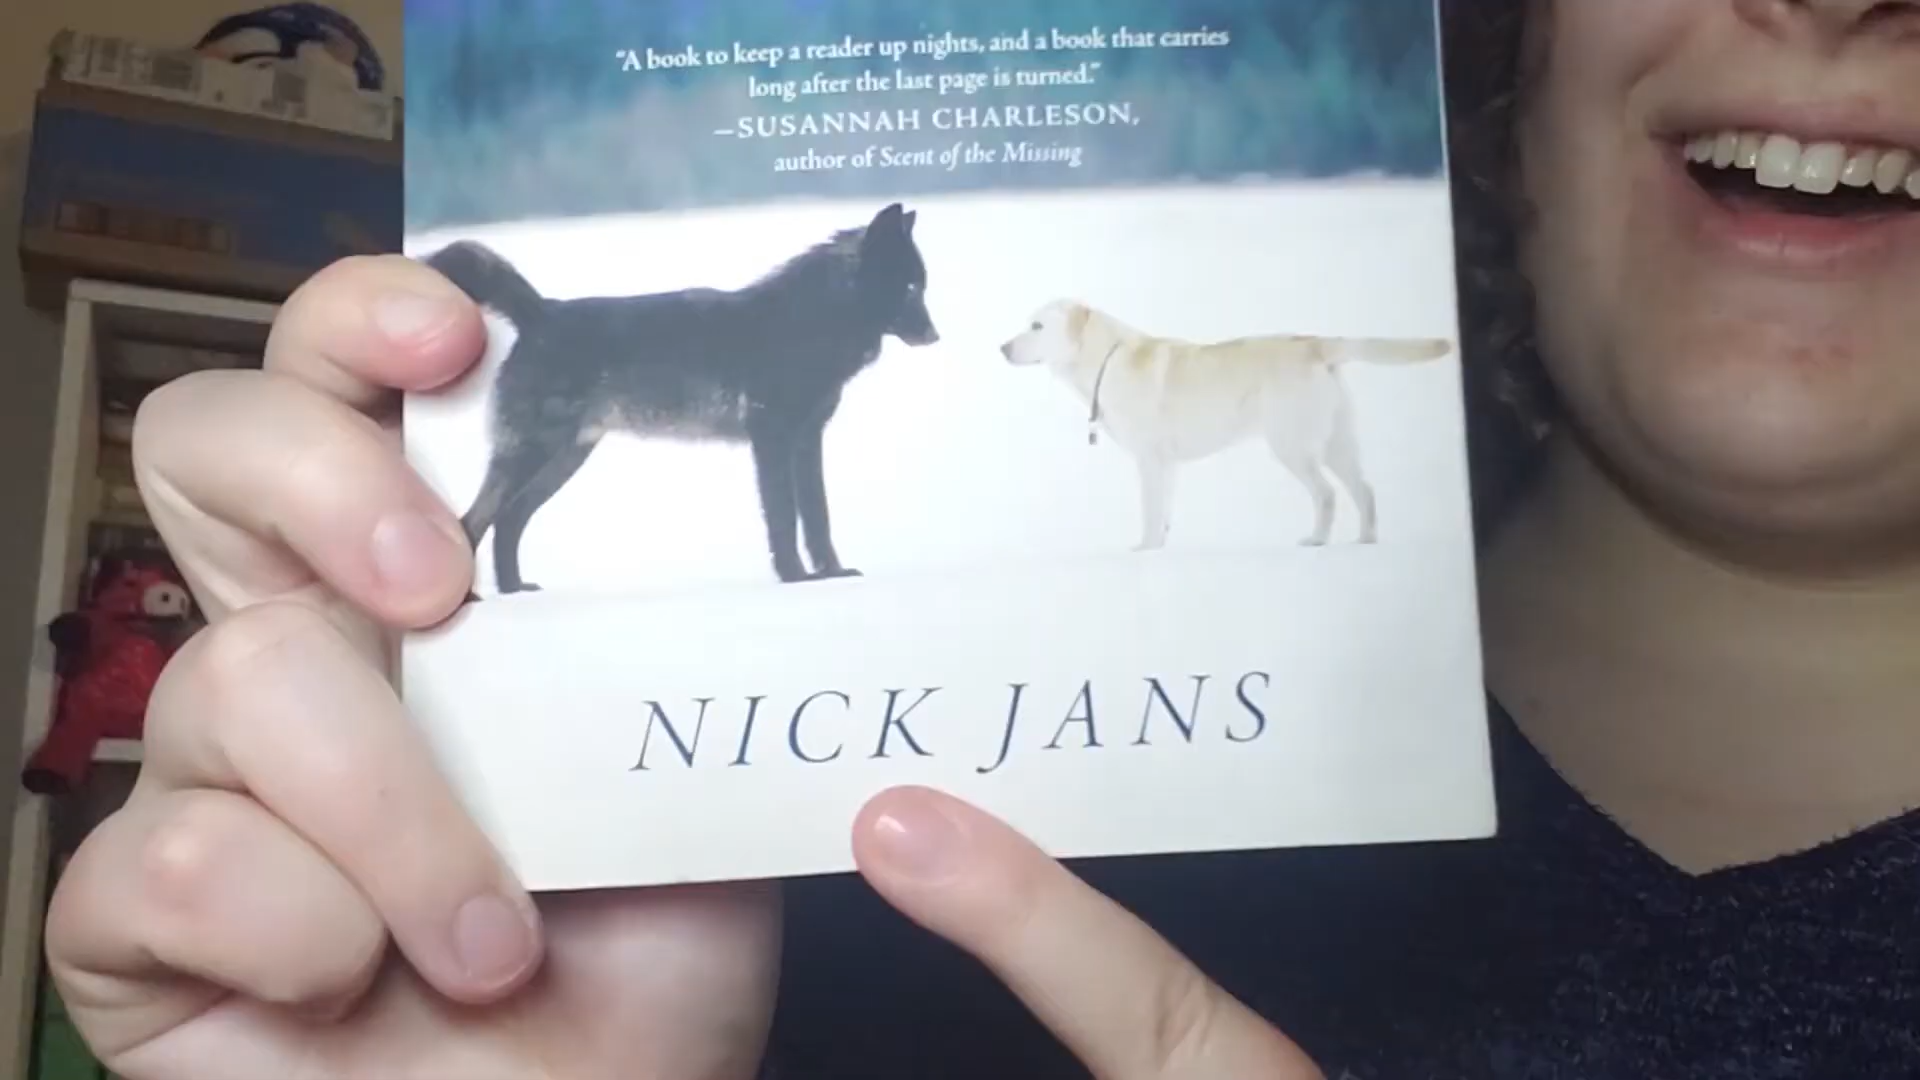 “A book to keep a reader up nights, and a book that carries
long after the last page is turned.”
—SUSANNAH CHARLESON,
author of Scent of the Missing
NICK JANS